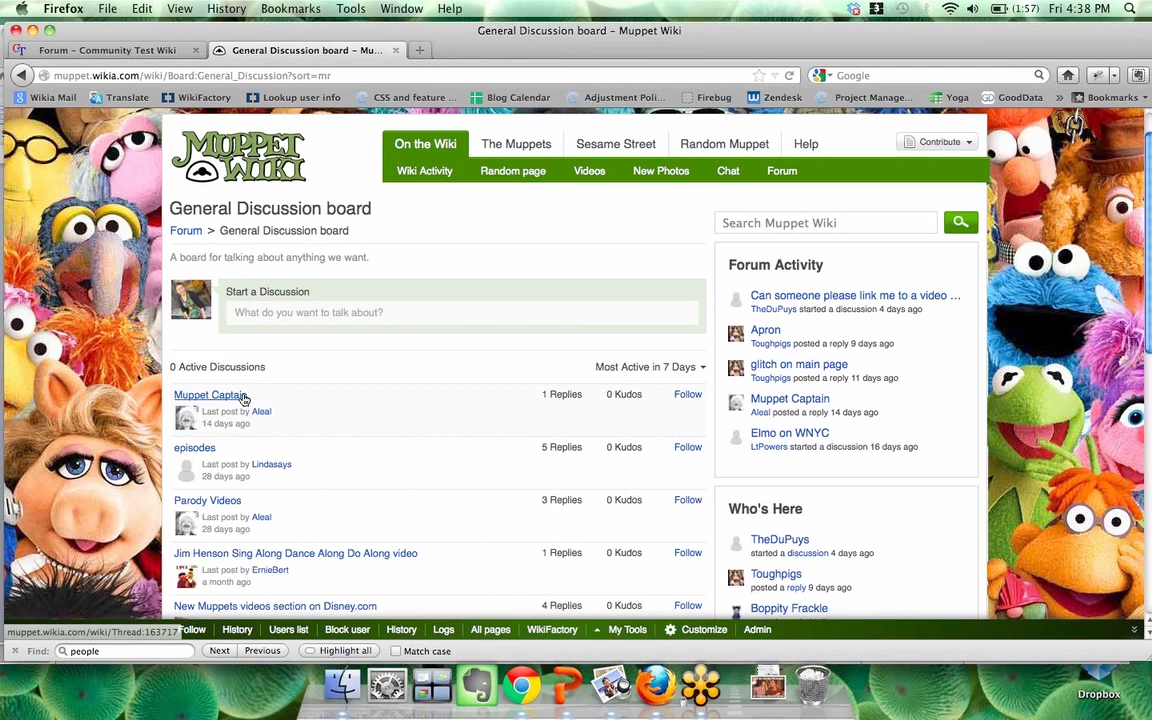 Firefox File Edit View History Bookmarks Tools Window Help 3 (1:57) Fri 4:38 PM
General Discussion board – Muppet Wiki
Forum – Community Test Wiki × General Discussion board – Mu... × +
muppet.wikia.com/wiki/Board:General_Discussion?sort=mr Google
Wikia Mail Translate WikiFactory Lookup user info CSS and feature ... Blog Calendar Adjustment Poli... Firebug Zendesk Project Manage... Yoga GoodData » Bookmarks
MUPPET WIKI
On the Wiki The Muppets Sesame Street Random Muppet Help Contribute
Wiki Activity Random page Videos New Photos Chat Forum
General Discussion board
Forum > General Discussion board
Search Muppet Wiki
A board for talking about anything we want.
Start a Discussion
What do you want to talk about?
0 Active Discussions Most Active in 7 Days
Muppet Captain 1 Replies 0 Kudos Follow
Last post by Aleal
14 days ago
episodes 5 Replies 0 Kudos Follow
Last post by Lindasays
28 days ago
Parody Videos 3 Replies 0 Kudos Follow
Last post by Aleal
28 days ago
Jim Henson Sing Along Dance Along Do Along video 1 Replies 0 Kudos Follow
Last post by ErnieBert
a month ago
New Muppets videos section on Disney.com 4 Replies 0 Kudos Follow
Forum Activity
Can someone please link me to a video ...
TheDuPuys started a discussion 4 days ago
Apron
Toughpigs posted a reply 9 days ago
glitch on main page
Toughpigs posted a reply 11 days ago
Muppet Captain
Aleal posted a reply 14 days ago
Elmo on WNYC
LtPowers started a discussion 16 days ago
Who's Here
TheDuPuys
started a discussion 4 days ago
Toughpigs
posted a reply 9 days ago
Boppity Frackle
muppet.wikia.com/wiki/Thread:163717
Follow History Users list Block user History Logs All pages WikiFactory My Tools Customize Admin
× Find: people Next Previous Highlight all Match case
Dropbox